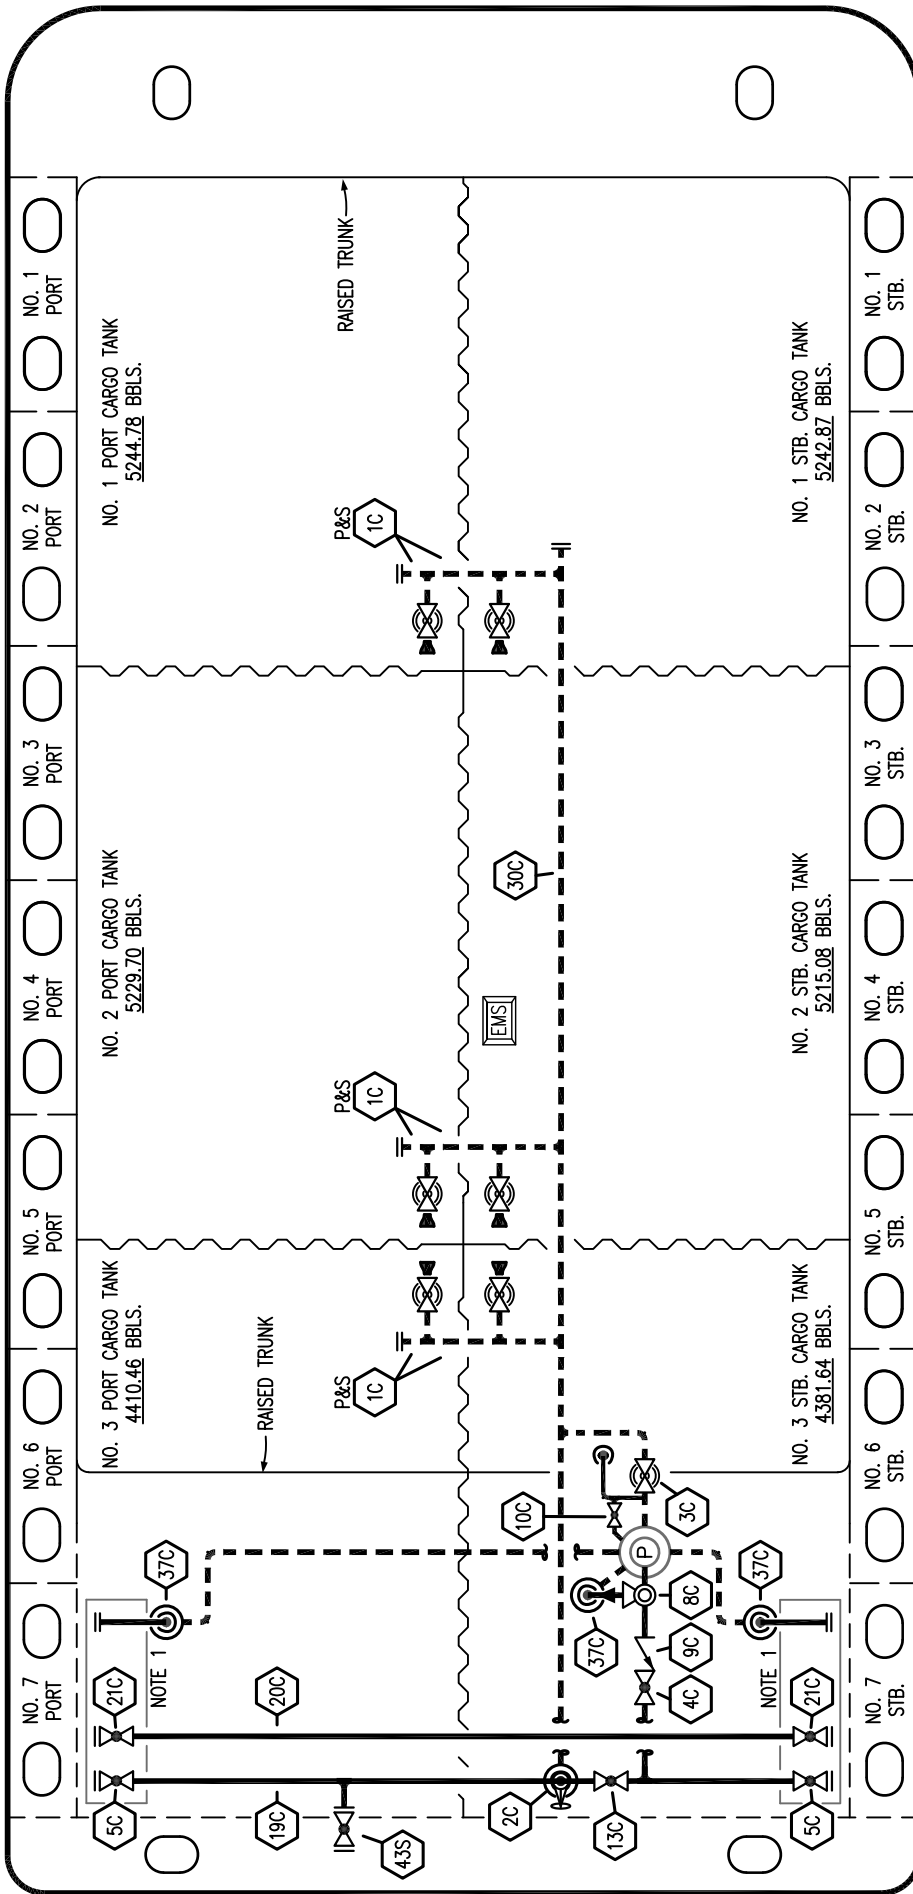 NO. 1
PORT
NO. 2
PORT
NO. 3
PORT
NO. 4
PORT
NO. 5
PORT
NO. 6
PORT
NO. 7
PORT
RAISED TRUNK
NO. 1 PORT CARGO TANK
5244.78 BBLS.
NO. 1 STB. CARGO TANK
5242.87 BBLS.
P&S
1C
NO. 2 PORT CARGO TANK
5229.70 BBLS.
NO. 2 STB. CARGO TANK
5215.08 BBLS.
30C
EMS
P&S
1C
NO. 3 PORT CARGO TANK
4410.46 BBLS.
NO. 3 STB. CARGO TANK
4381.64 BBLS.
RAISED TRUNK
P&S
1C
10C
3C
P
37C
37C
37C
8C
9C
4C
NOTE 1
NOTE 1
21C
20C
21C
5C
19C
43S
2C
13C
5C
NO. 1
STB.
NO. 2
STB.
NO. 3
STB.
NO. 4
STB.
NO. 5
STB.
NO. 6
STB.
NO. 7
STB.